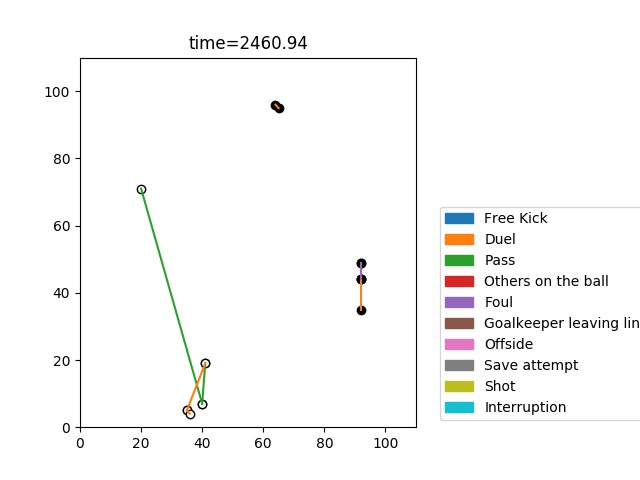 time=2460.94
100
80
60
40
20
0
0 20 40 60 80 100
Free Kick
Duel
Pass
Others on the ball
Foul
Goalkeeper leaving lin
Offside
Save attempt
Shot
Interruption